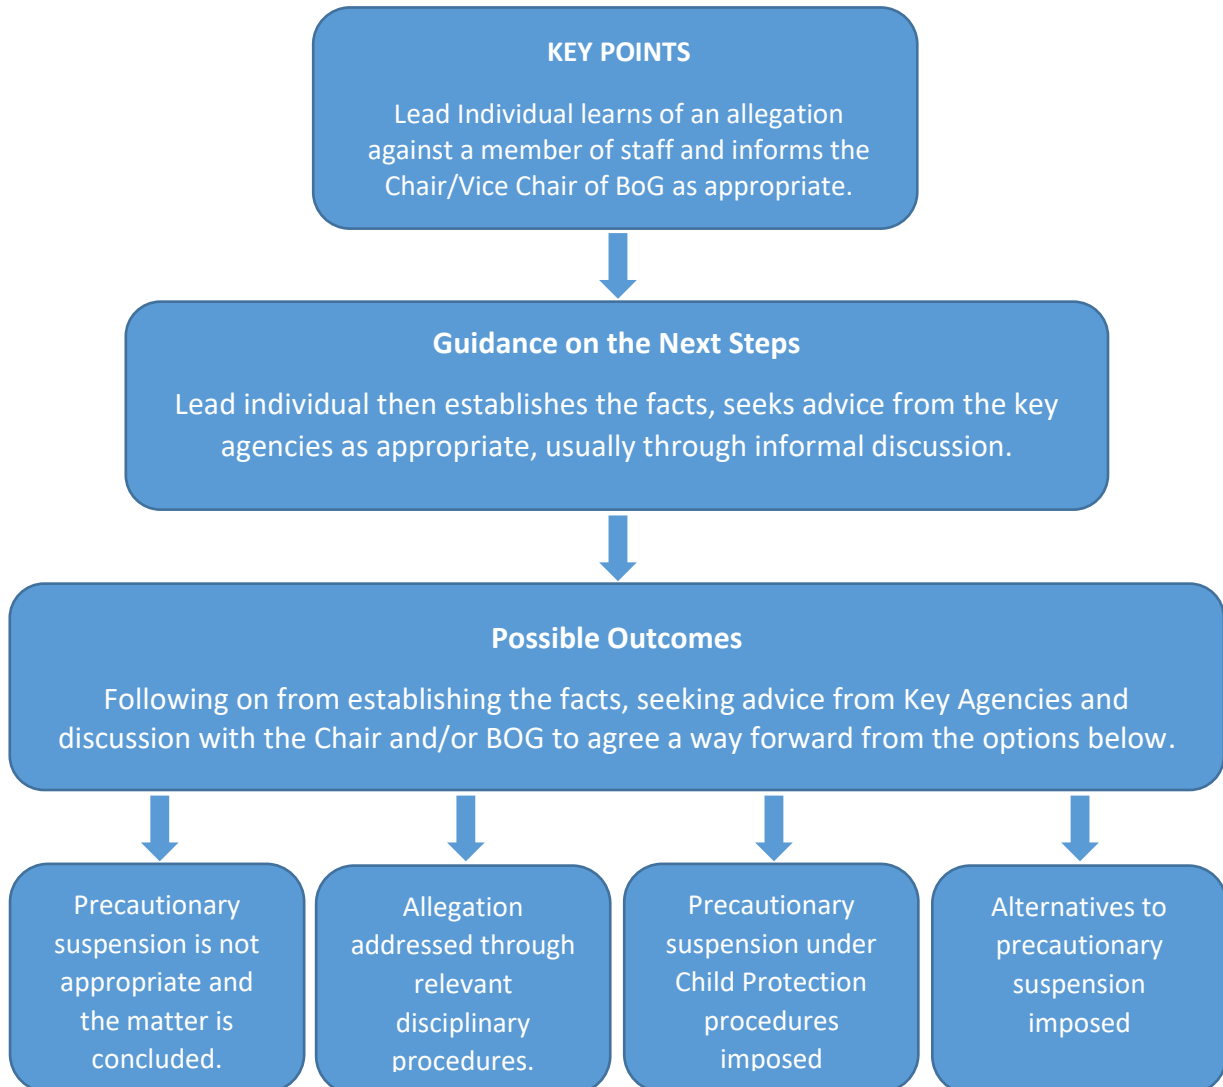 KEY POINTS
Lead Individual learns of an allegation
against a member of staff and informs the
Chair/Vice Chair of BoG as appropriate.
Guidance on the Next Steps
Lead individual then establishes the facts, seeks advice from the key
agencies as appropriate, usually through informal discussion.
Possible Outcomes
Following on from establishing the facts, seeking advice from Key Agencies and
discussion with the Chair and/or BOG to agree a way forward from the options below.
Precautionary
suspension is not
appropriate and
the matter is
concluded.
Allegation
addressed through
relevant
disciplinary
procedures.
Precautionary
suspension under
Child Protection
procedures
imposed
Alternatives to
precautionary
suspension
imposed